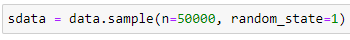 sdata = data.sample(n=50000, random_state=1)